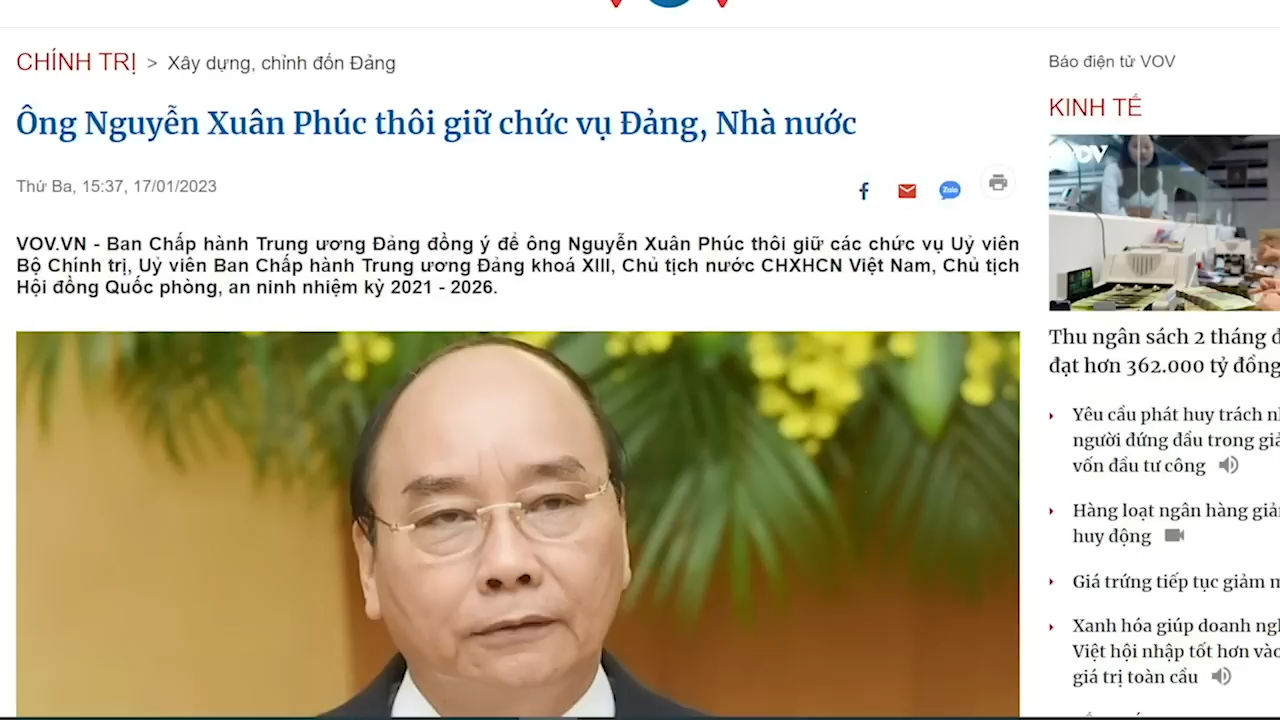 CHÍNH TRỊ > Xây dựng, chỉnh đốn Đảng
Ông Nguyễn Xuân Phúc thôi giữ chức vụ Đảng, Nhà nước
Thứ Ba, 15:37, 17/01/2023
Zalo
VOV.VN - Ban Chấp hành Trung ương Đảng đồng ý để ông Nguyễn Xuân Phúc thôi giữ các chức vụ Uỷ viên
Bộ Chính trị, Uỷ viên Ban Chấp hành Trung ương Đảng khoá XIII, Chủ tịch nước CHXHCN Việt Nam, Chủ tịch
Hội đồng Quốc phòng, an ninh nhiệm kỳ 2021 - 2026.
Báo điện tử VOV
KINH TẾ
VOV
Thu ngân sách 2 tháng
đạt hơn 362.000 tỷ đồng
Yêu cầu phát huy trách
người đứng đầu trong
vốn đầu tư công
Hàng loạt ngân hàng
huy động
Giá trứng tiếp tục giảm
Xanh hóa giúp doanh
Việt hội nhập tốt hơn vào
giá trị toàn cầu